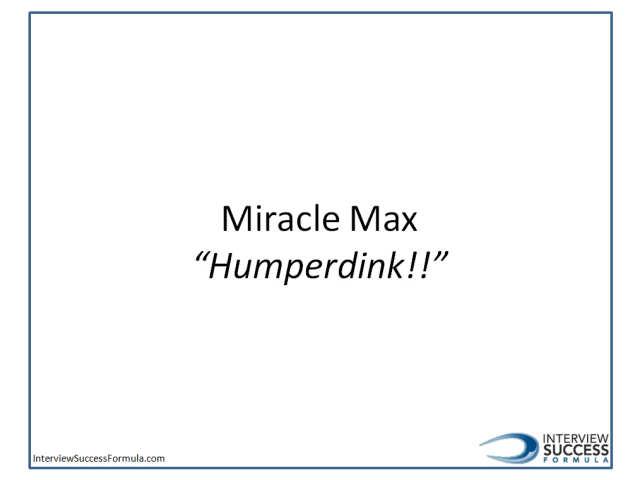 Miracle Max
“Humperdink!!”
InterviewSuccessFormula.com
INTERVIEW
SUCCESS
FORMULA